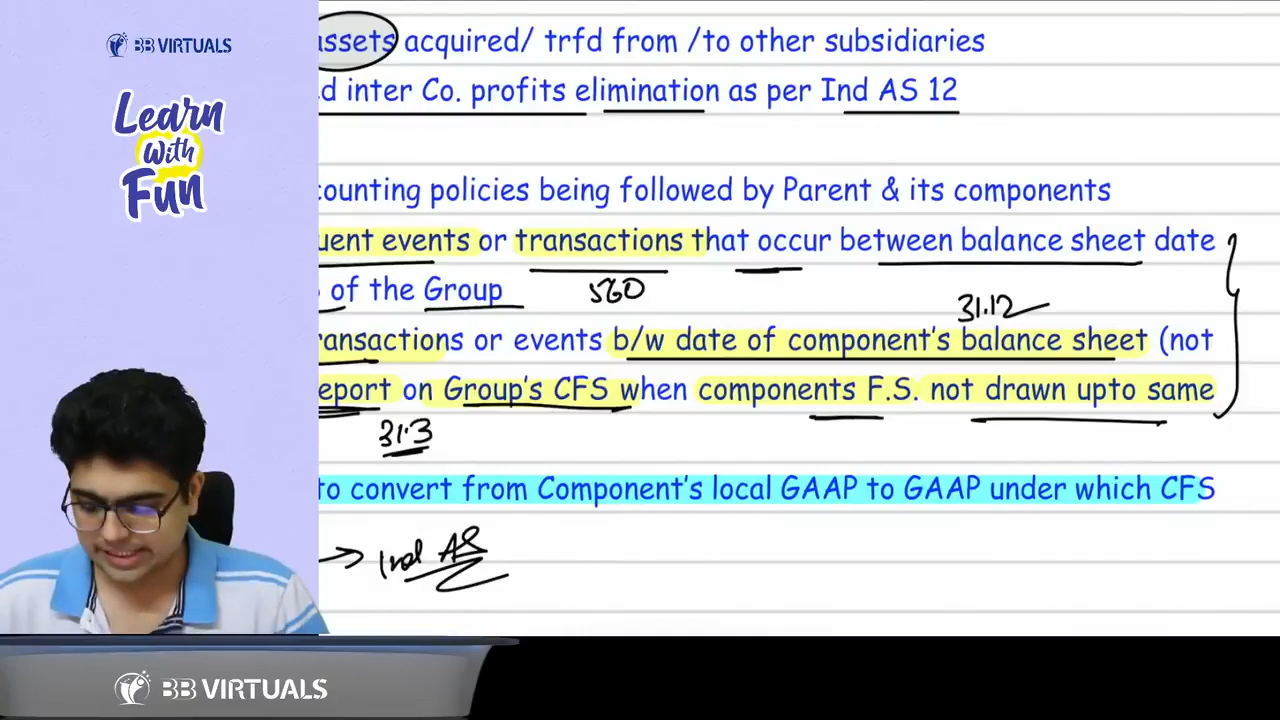 BB VIRTUALS
Learn
With
Fun
assets acquired/ trfd from /to other subsidiaries
d inter Co. profits elimination as per Ind AS 12
counting policies being followed by Parent & its components
uent events or transactions that occur between balance sheet date
of the Group
560
31.12
ransactions or events b/w date of component's balance sheet (not
eport on Group's CFS when components F.S. not drawn upto same
31.3
to convert from Component's local GAAP to GAAP under which CFS
→ Ind AS
BB VIRTUALS